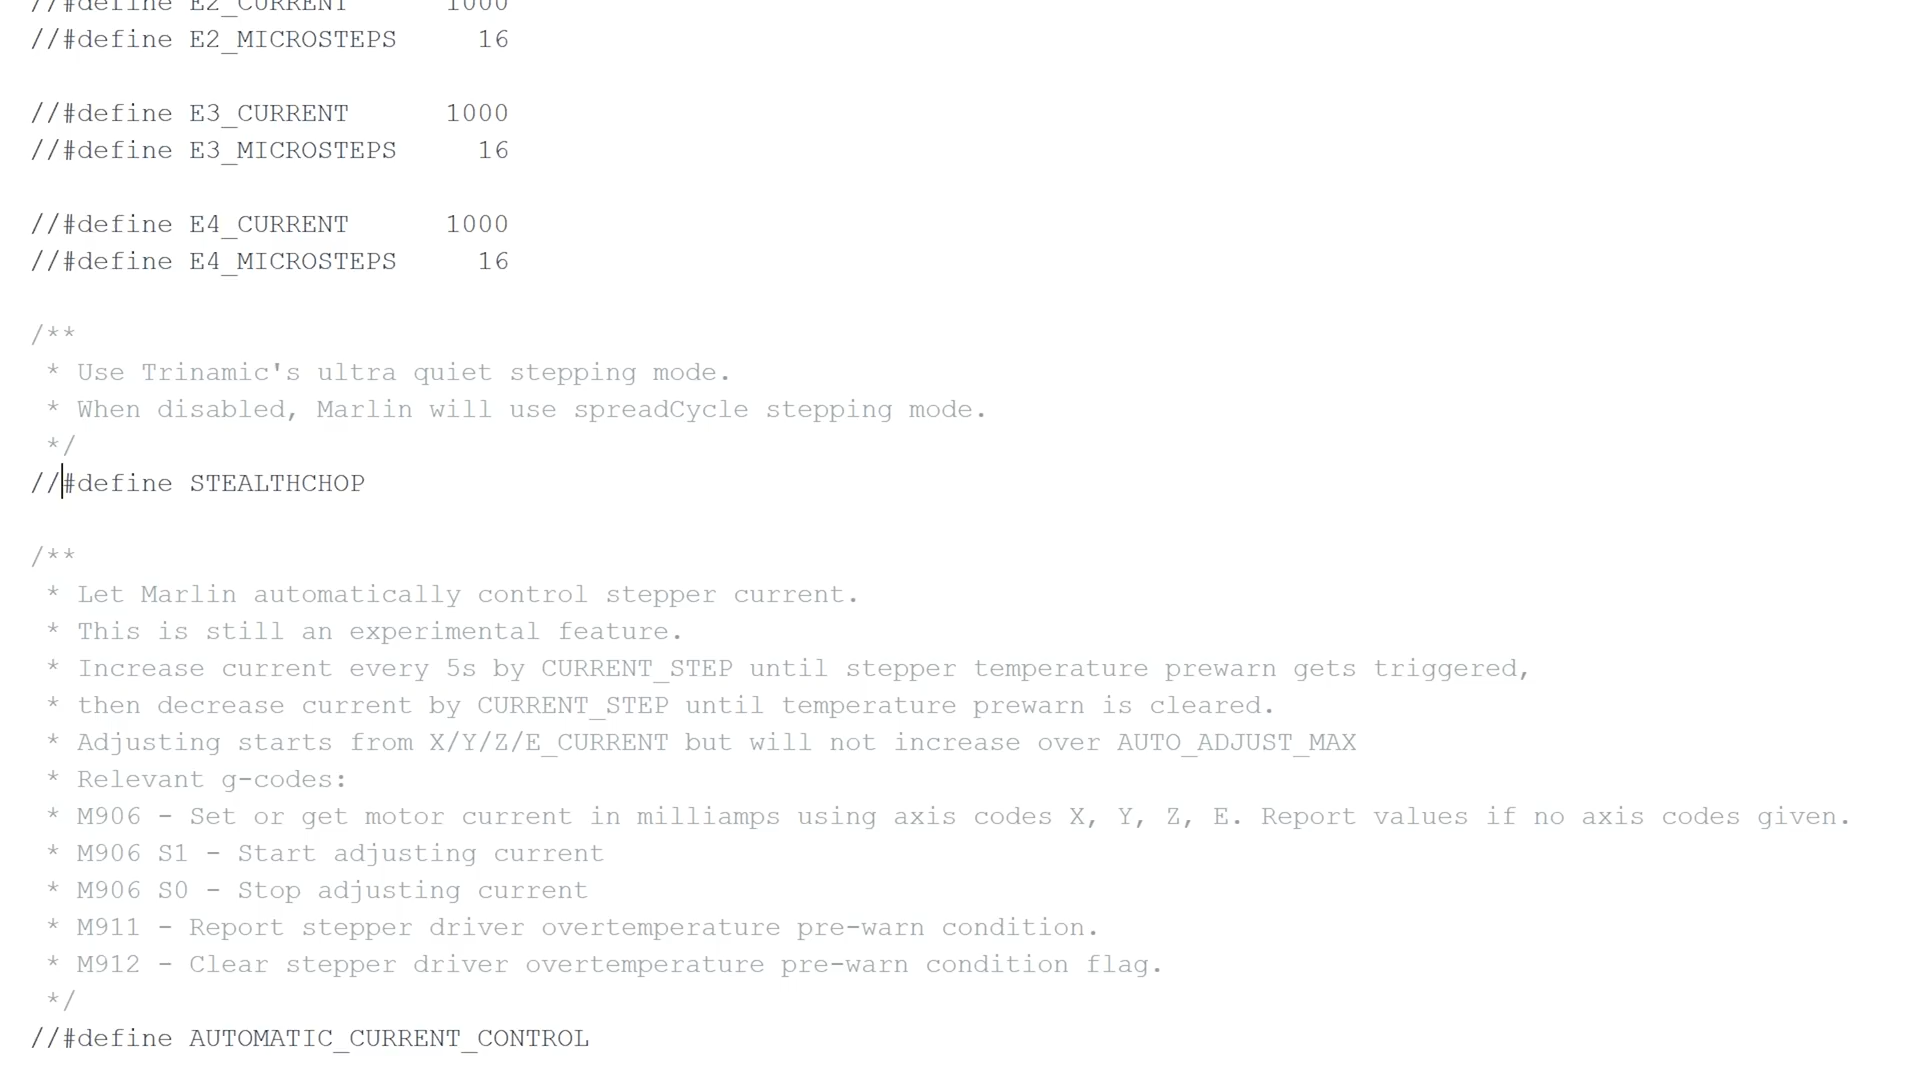 //#define E2_CURRENT      1000
//#define E2_MICROSTEPS     16
//#define E3_CURRENT      1000
//#define E3_MICROSTEPS     16
//#define E4_CURRENT      1000
//#define E4_MICROSTEPS     16
/**
 * Use Trinamic's ultra quiet stepping mode.
 * When disabled, Marlin will use spreadCycle stepping mode.
 */
//#define STEALTHCHOP
/**
 * Let Marlin automatically control stepper current.
 * This is still an experimental feature.
 * Increase current every 5s by CURRENT_STEP until stepper temperature prewarn gets triggered,
 * then decrease current by CURRENT_STEP until temperature prewarn is cleared.
 * Adjusting starts from X/Y/Z/E_CURRENT but will not increase over AUTO_ADJUST_MAX
 * Relevant g-codes:
 * M906 - Set or get motor current in milliamps using axis codes X, Y, Z, E. Report values if no axis codes given.
 * M906 S1 - Start adjusting current
 * M906 S0 - Stop adjusting current
 * M911 - Report stepper driver overtemperature pre-warn condition.
 * M912 - Clear stepper driver overtemperature pre-warn condition flag.
 */
//#define AUTOMATIC_CURRENT_CONTROL